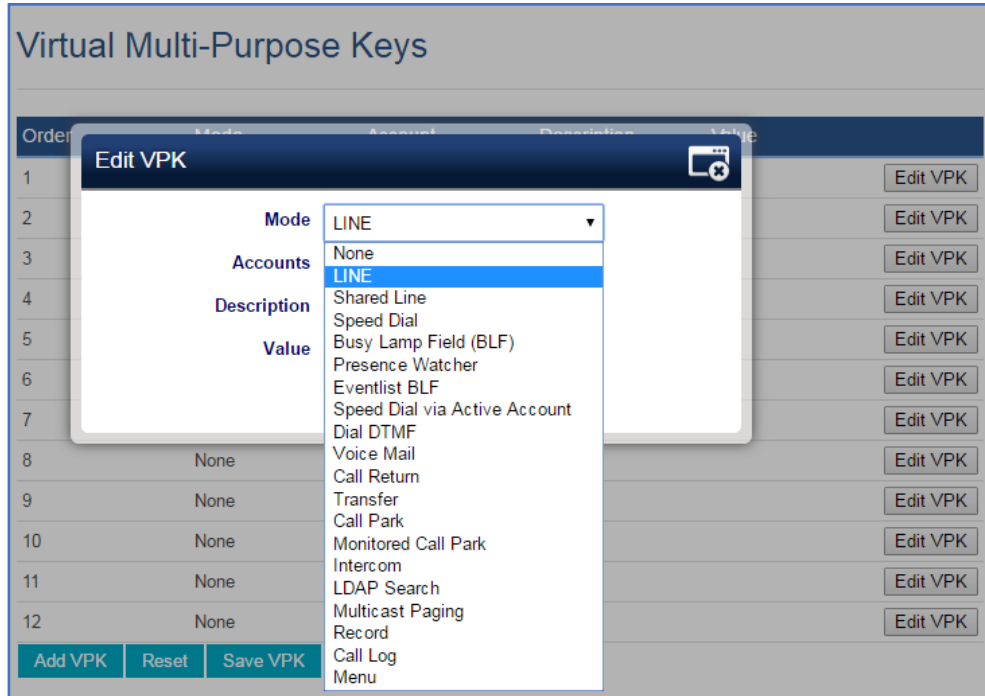 Virtual Multi-Purpose Keys
Order Mode Account Description Value
Edit VPK
1 Edit VPK
2 Edit VPK
3 Edit VPK
4 Edit VPK
5 Edit VPK
6 Edit VPK
7 Edit VPK
8 None Edit VPK
9 None Edit VPK
10 None Edit VPK
11 None Edit VPK
12 None Edit VPK
Mode LINE
Accounts
Description
Value
None
LINE
Shared Line
Speed Dial
Busy Lamp Field (BLF)
Presence Watcher
Eventlist BLF
Speed Dial via Active Account
Dial DTMF
Voice Mail
Call Return
Transfer
Call Park
Monitored Call Park
Intercom
LDAP Search
Multicast Paging
Record
Call Log
Menu
Add VPK Reset Save VPK